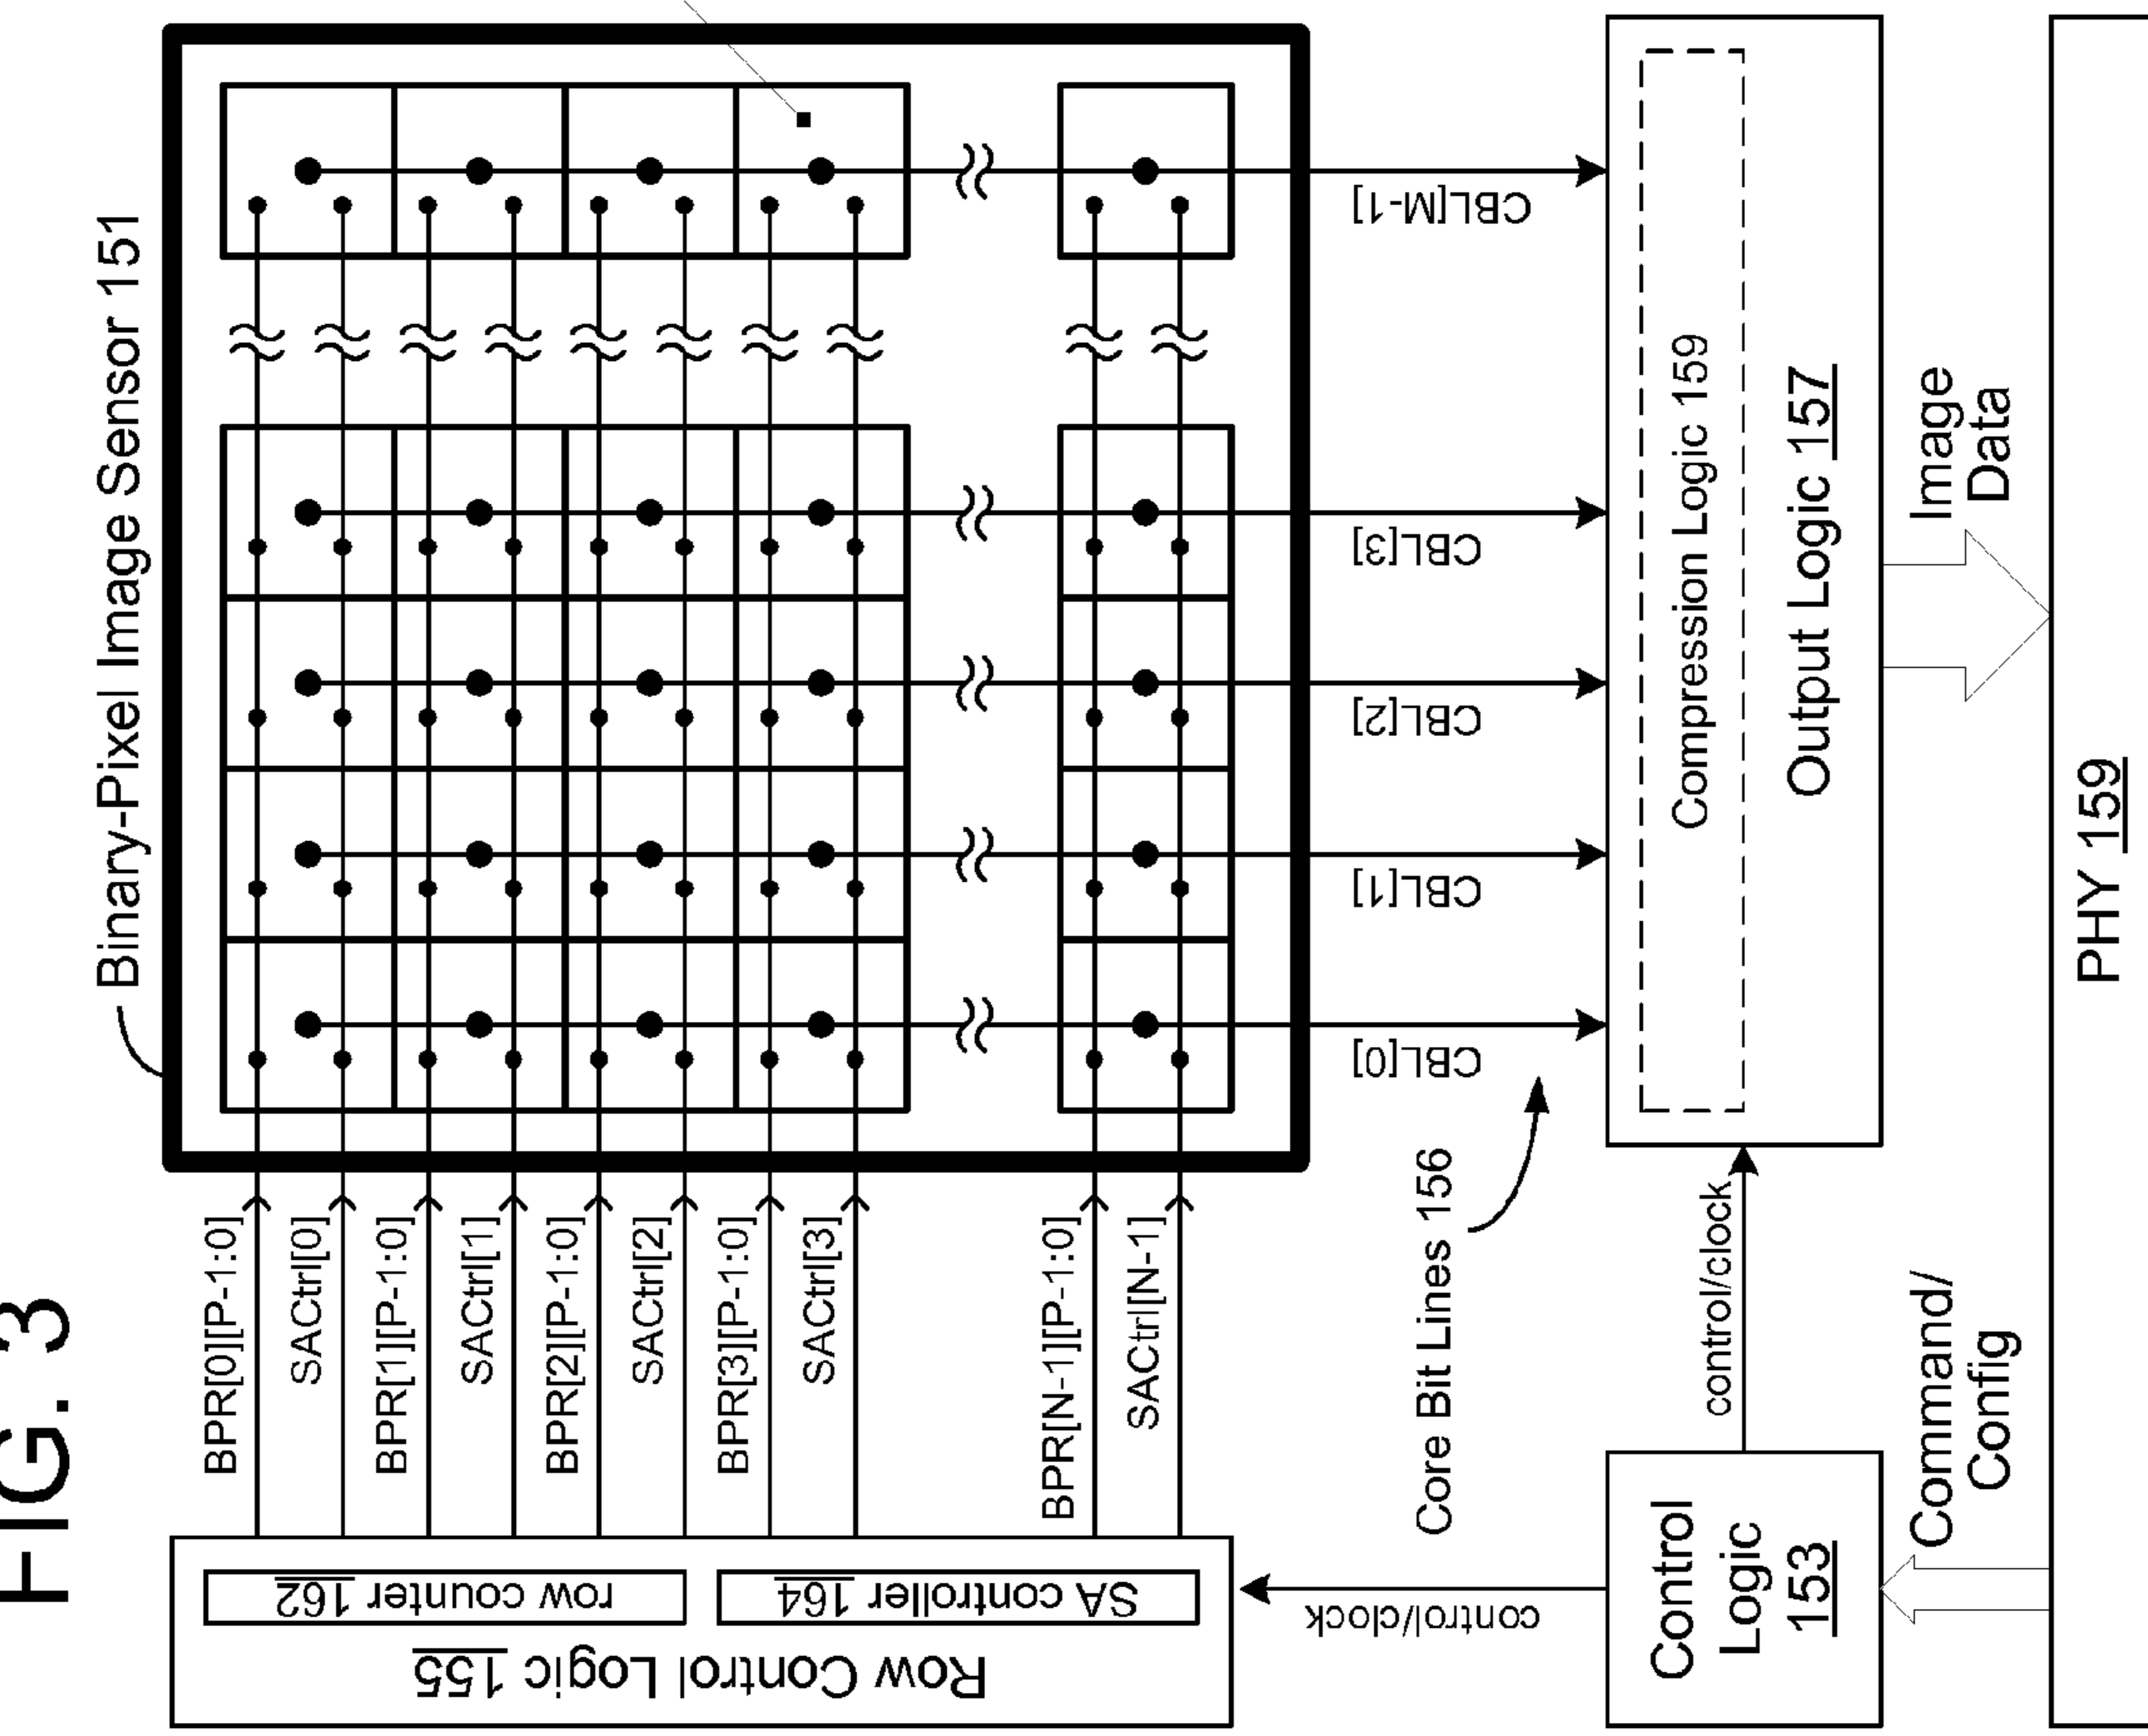 FIG. 3
Binary-Pixel Image Sensor 151
BPR[0][P-1:0]
SACtrl[0]
BPR[1][P-1:0]
SACtrl[1]
BPR[2][P-1:0]
SACtrl[2]
BPR[3][P-1:0]
SACtrl[3]
BPR[N-1][P-1:0]
SACtrl[N-1]
row counter 162
SA controller 164
Row Control Logic 155
CBL[0]
CBL[1]
CBL[2]
CBL[3]
CBL[M-1]
Core Bit Lines 156
control/clock
control/clock
Control
Logic
153
Compression Logic 159
Output Logic 157
Command/
Config
Image
Data
PHY 159